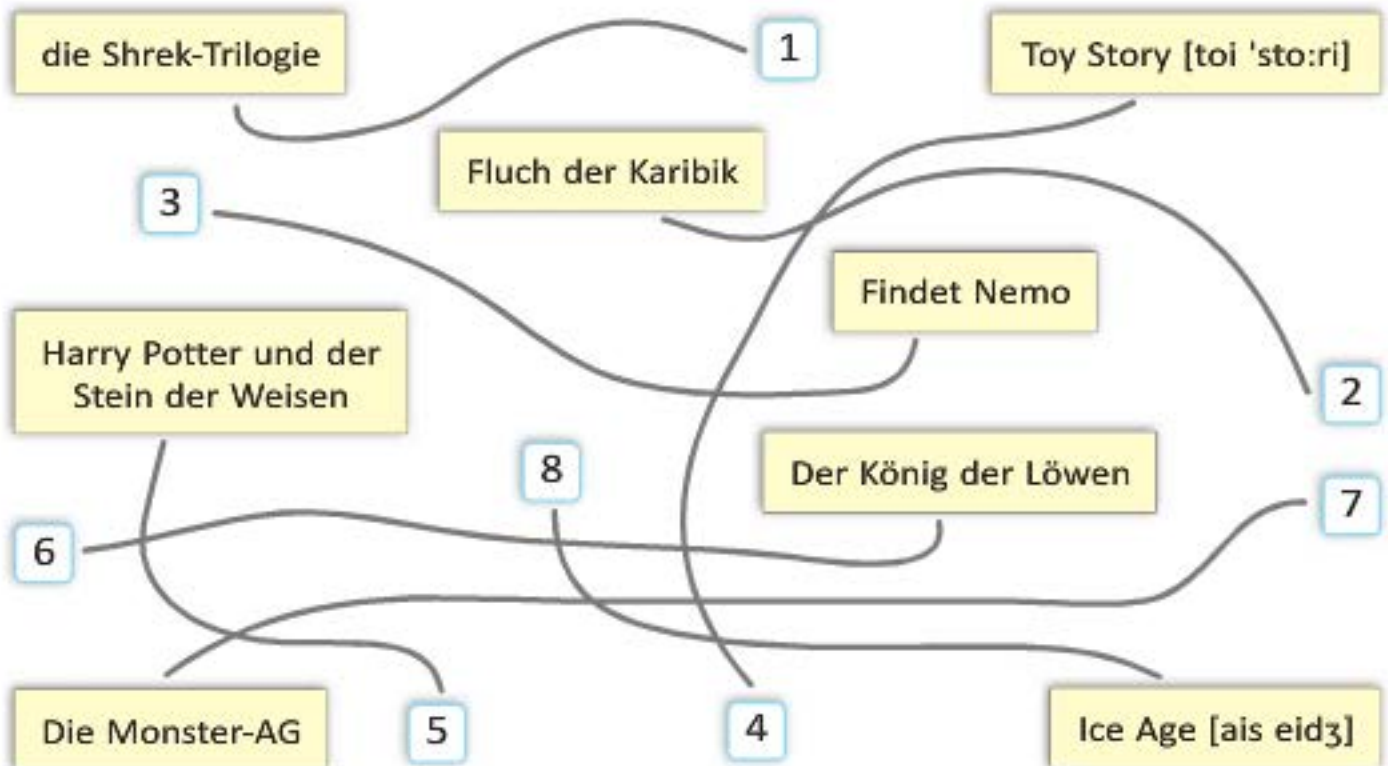 die Shrek-Trilogie
1
Toy Story [toi 'sto:ri]
Fluch der Karibik
3
Findet Nemo
Harry Potter und der
Stein der Weisen
2
8
Der König der Löwen
7
6
Die Monster-AG
5
4
Ice Age [ais eidʒ]